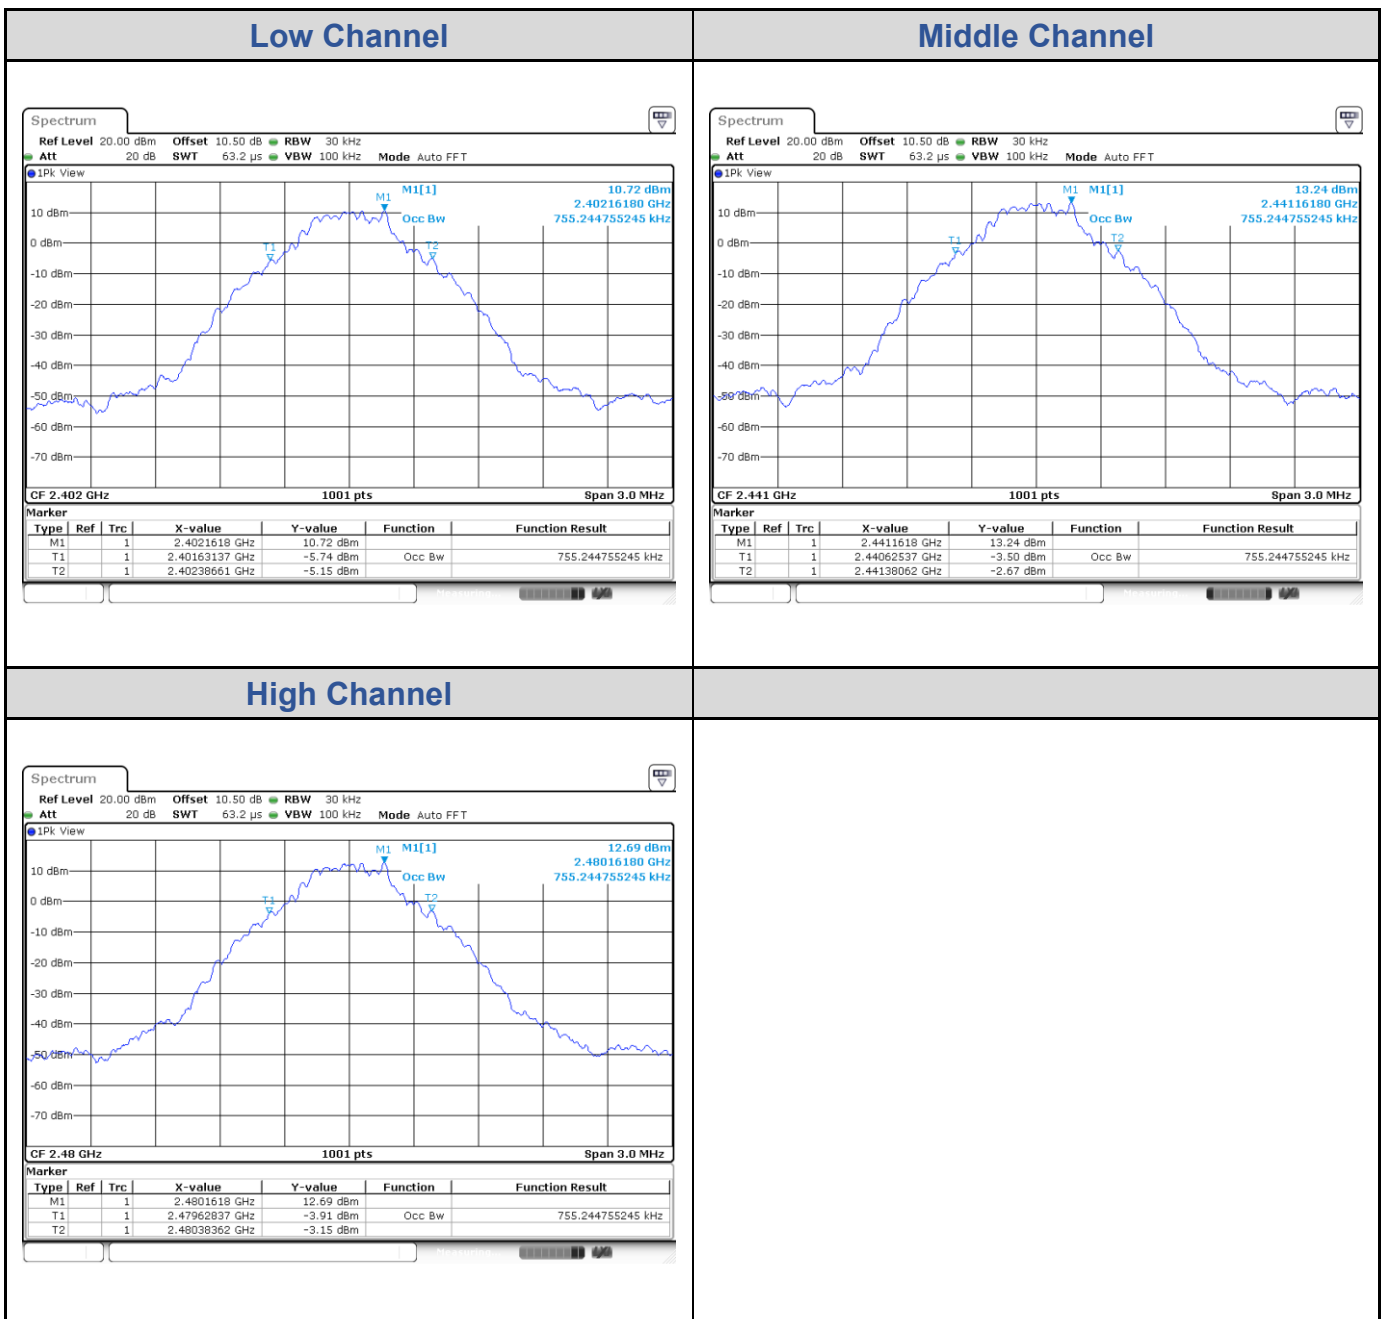 Low Channel
Middle Channel
Spectrum
Ref Level 20.00 dBm Offset 10.50 dB RBW 30 kHz
Att 20 dB SWT 63.2 µs VBW 100 kHz Mode Auto FFT
1Pk View
M1[1] 10.72 dBm
2.40216180 GHz
Occ Bw 755.244755245 kHz
M1
T1
T2
10 dBm
0 dBm
-10 dBm
-20 dBm
-30 dBm
-40 dBm
-50 dBm
-60 dBm
-70 dBm
CF 2.402 GHz 1001 pts Span 3.0 MHz
Marker
Type Ref Trc X-value Y-value Function Function Result
M1 1 2.4021618 GHz 10.72 dBm
T1 1 2.40163137 GHz -5.74 dBm Occ Bw 755.244755245 kHz
T2 1 2.40238661 GHz -5.15 dBm
Measuring...
Spectrum
Ref Level 20.00 dBm Offset 10.50 dB RBW 30 kHz
Att 20 dB SWT 63.2 µs VBW 100 kHz Mode Auto FFT
1Pk View
M1 M1[1] 13.24 dBm
2.44116180 GHz
Occ Bw 755.244755245 kHz
T1
T2
10 dBm
0 dBm
-10 dBm
-20 dBm
-30 dBm
-40 dBm
-50 dBm
-60 dBm
-70 dBm
CF 2.441 GHz 1001 pts Span 3.0 MHz
Marker
Type Ref Trc X-value Y-value Function Function Result
M1 1 2.4411618 GHz 13.24 dBm
T1 1 2.44062537 GHz -3.50 dBm Occ Bw 755.244755245 kHz
T2 1 2.44138062 GHz -2.67 dBm
Measuring...
High Channel
Spectrum
Ref Level 20.00 dBm Offset 10.50 dB RBW 30 kHz
Att 20 dB SWT 63.2 µs VBW 100 kHz Mode Auto FFT
1Pk View
M1 M1[1] 12.69 dBm
2.48016180 GHz
Occ Bw 755.244755245 kHz
T1
T2
10 dBm
0 dBm
-10 dBm
-20 dBm
-30 dBm
-40 dBm
-50 dBm
-60 dBm
-70 dBm
CF 2.48 GHz 1001 pts Span 3.0 MHz
Marker
Type Ref Trc X-value Y-value Function Function Result
M1 1 2.4801618 GHz 12.69 dBm
T1 1 2.47962837 GHz -3.91 dBm Occ Bw 755.244755245 kHz
T2 1 2.48038362 GHz -3.15 dBm
Measuring...